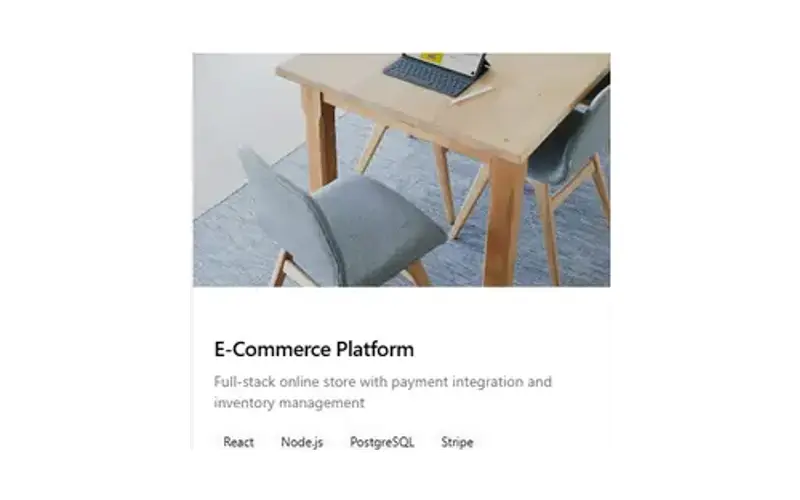 E-Commerce Platform
Full-stack online store with payment integration and
inventory management
React Node.js PostgreSQL Stripe